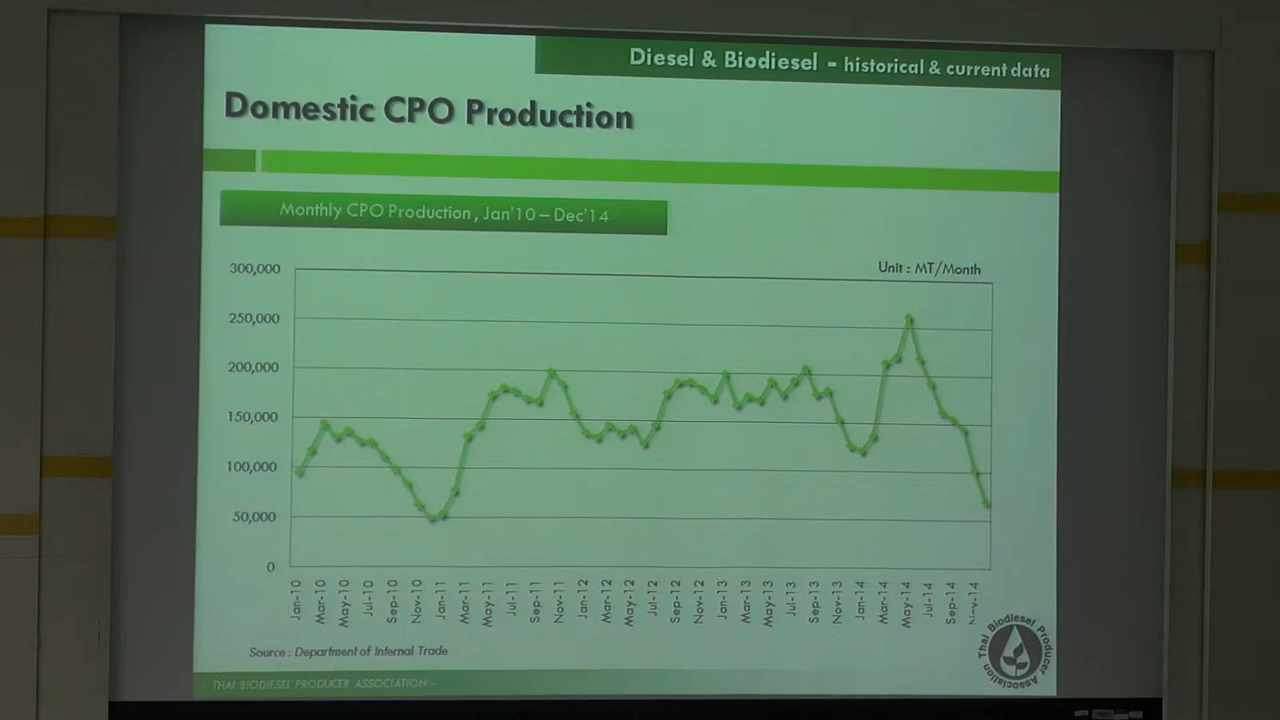 Diesel & Biodiesel - historical & current data
Domestic CPO Production
Monthly CPO Production , Jan'10 – Dec'14
Unit : MT/Month
300,000
250,000
200,000
150,000
100,000
50,000
0
Jan-10
Mar-10
May-10
Jul-10
Sep-10
Nov-10
Jan-11
Mar-11
May-11
Jul-11
Sep-11
Nov-11
Jan-12
Mar-12
May-12
Jul-12
Sep-12
Nov-12
Jan-13
Mar-13
May-13
Jul-13
Sep-13
Nov-13
Jan-14
Mar-14
May-14
Jul-14
Sep-14
Nov-14
Source : Department of Internal Trade
- THAI BIODIESEL PRODUCER ASSOCIATION -
Thai Biodiesel Producer Association